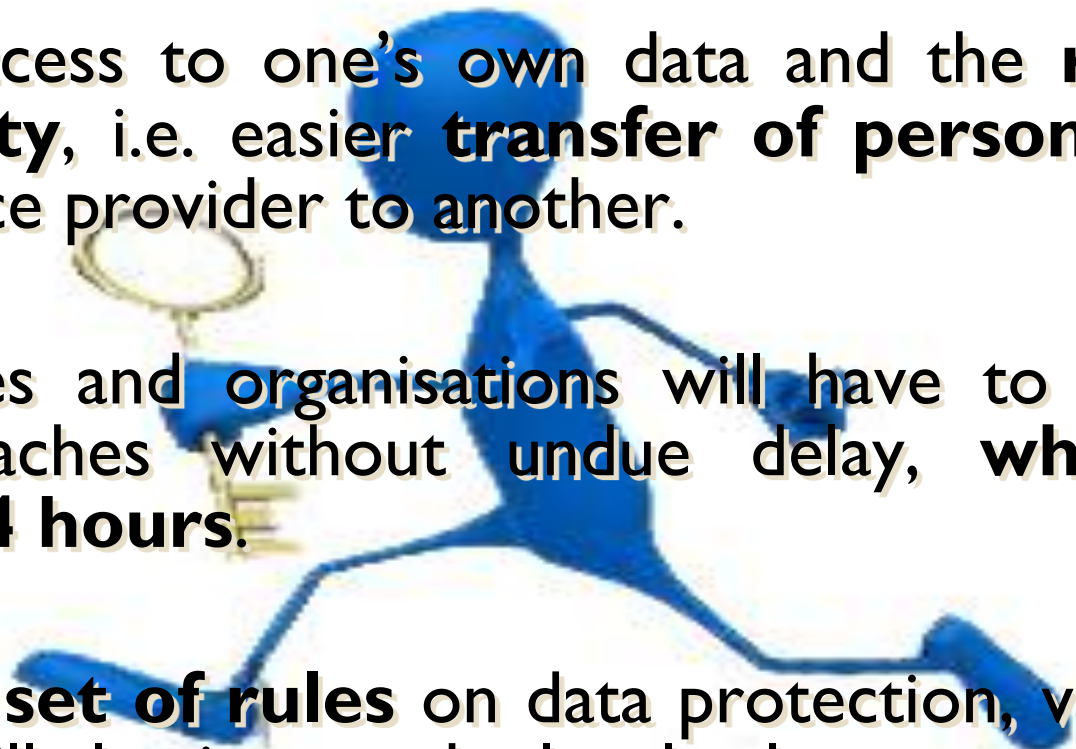 cess to one's own data and the
ty, i.e. easier transfer of person
ce provider to another.
es and organisations will have to
aches without undue delay, wh
4 hours.
set of rules on data protection, v